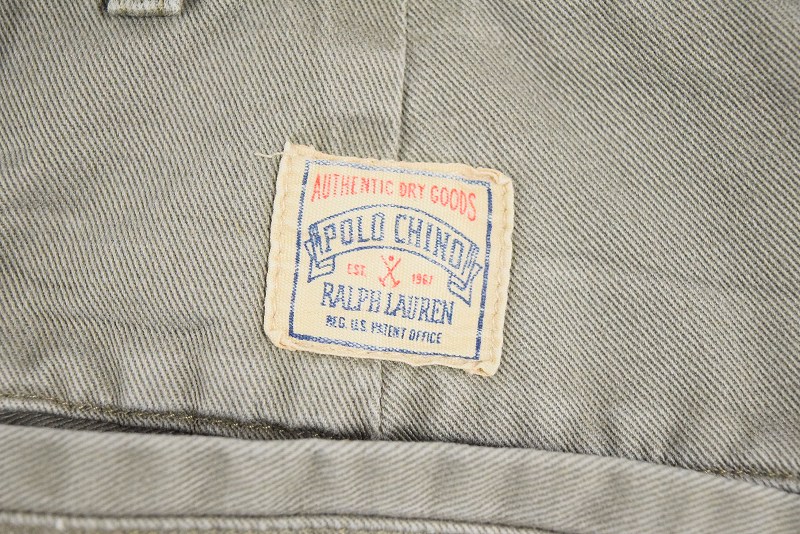 AUTHENTIC DRY GOODS
POLO CHINO
EST. 1967
RALPH LAUREN
REG. U.S. PATENT OFFICE